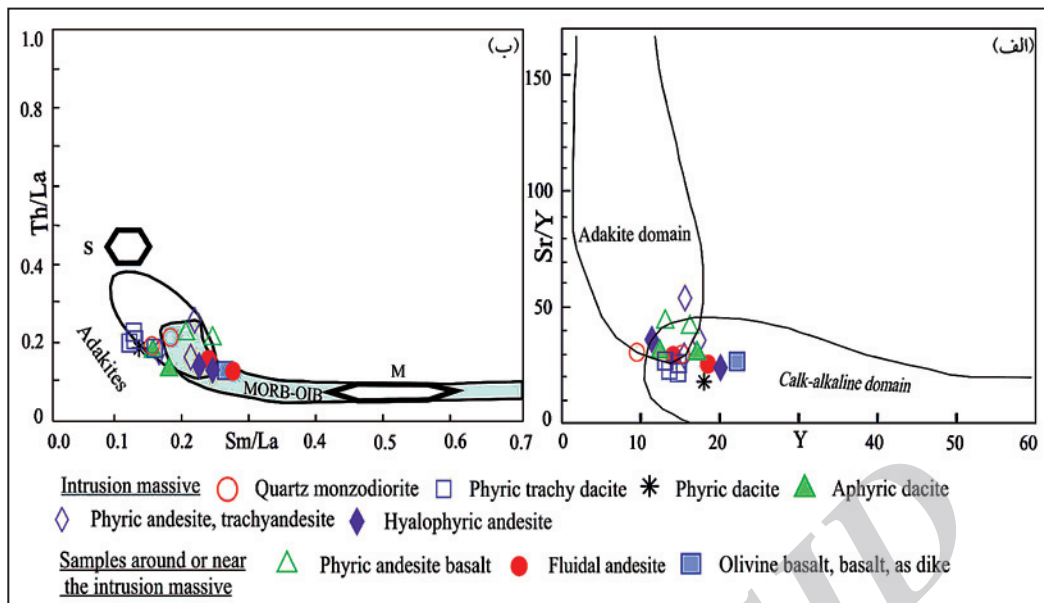 (ب)
Th/La
1.0
0.8
0.6
0.4
0.2
0
S
Adakites
MORB-OIB
M
0.0 0.1 0.2 0.4 0.5 0.6 0.7
Sm/La
(الف)
Sr/Y
150
100
50
0
Adakite domain
Calk-alkaline domain
0 10 20 30 40 50 60
Y
Intrusion massive Quartz monzodiorite Phyric trachy dacite Phyric dacite Aphyric dacite
Phyric andesite, trachyandesite Hyalophyric andesite
Samples around or near Phyric andesite basalt Fluidal andesite Olivine basalt, basalt, as dike
the intrusion massive